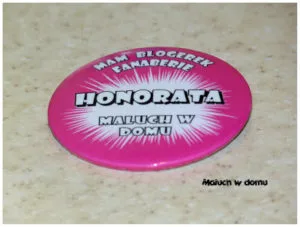 MAM BLOGEREK
FANABERIE
HONORATA
MALUCH W
DOMU
Maluch w domu